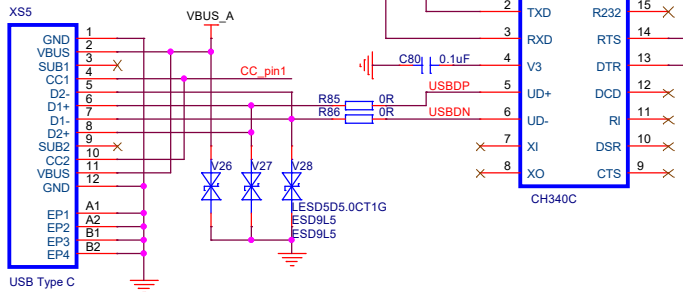 XS5
GND 1
VBUS 2
SUB1 3
CC1 4
D2- 5
D1+ 6
D1- 7
D2+ 8
SUB2 9
CC2 10
VBUS 11
GND 12
EP1 A1
EP2 A2
EP3 B1
EP4 B2
USB Type C
VBUS_A
CC_pin1
R85 0R
R86 0R
V26
V27
V28
LESD5D5.0CT1G
ESD9L5
ESD9L5
C80 0.1uF
USBDP
USBDN
2 TXD
3 RXD
4 V3
5 UD+
6 UD-
7 XI
8 XO
R232 15
RTS 14
DTR 13
DCD 12
RI 11
DSR 10
CTS 9
CH340C